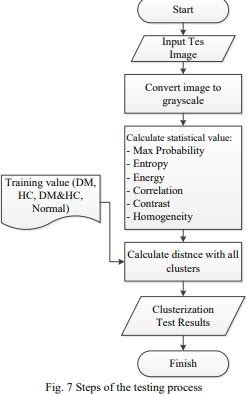 Start
Input Tes
Image
Convert image to
grayscale
Calculate statistical value:
- Max Probability
- Entropy
- Energy
- Correlation
- Contrast
- Homogeneity
Training value (DM,
HC, DM&HC,
Normal)
Calculate distnce with all
clusters
Clusterization
Test Results
Finish
Fig. 7 Steps of the testing process